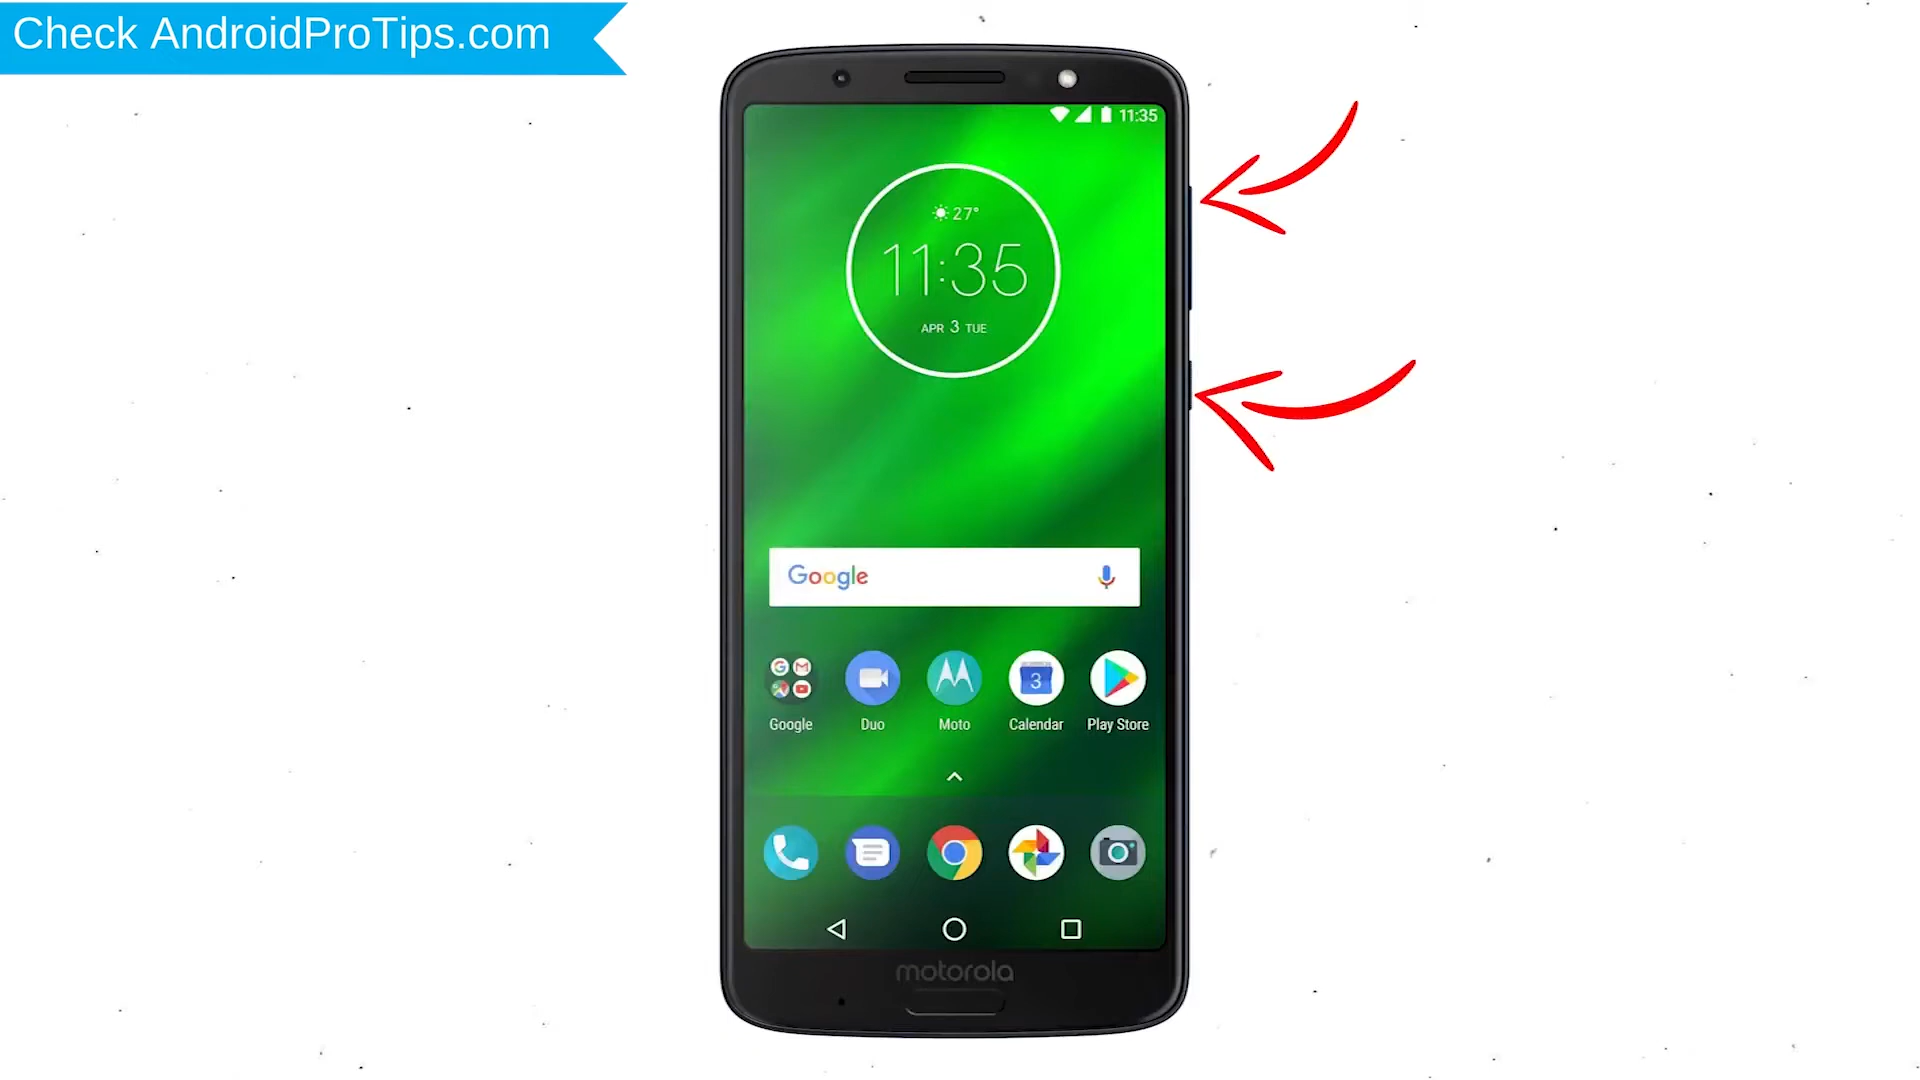 Check AndroidProTips.com
11:35
27°
11:35
APR 3 TUE
Google
3
Google
Duo
Moto
Calendar
Play Store
motorola